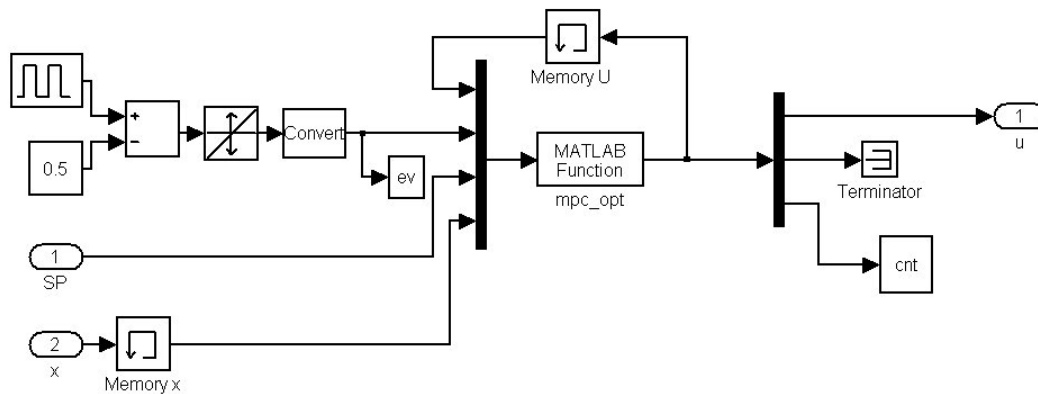 Memory U
+
−
Convert
0.5
ev
MATLAB
Function
mpc_opt
1
u
Terminator
cnt
1
SP
2
x
Memory x